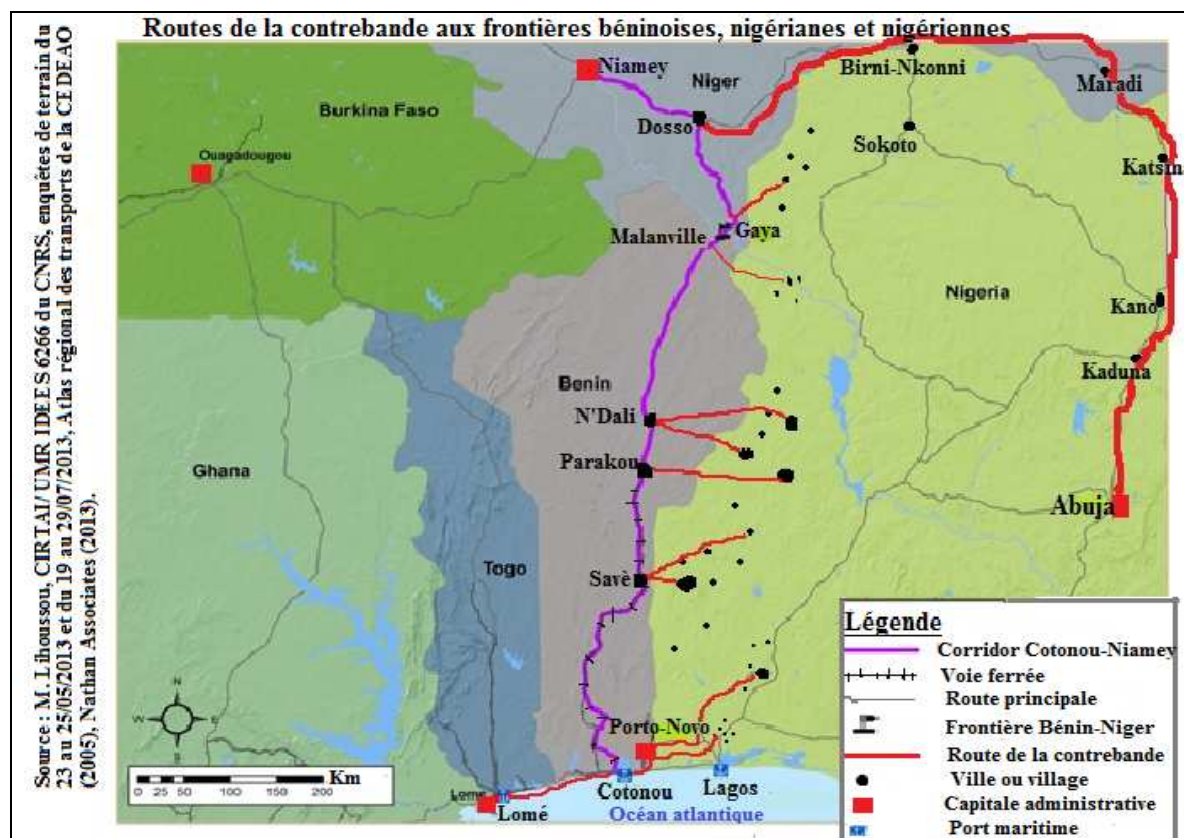 Routes de la contrebande aux frontières béninoises, nigérianes et nigériennes
Source : M. Lihoussou, CIRTAI/ UMR IDEES 6266 du CNRS, enquêtes de terrain du
23 au 25/05/2013 et du 19 au 29/07/2013, Atlas régional des transports de la CEDEAO
(2005), Nathan Associates (2013).
Niamey
Niger
Birni-Nkonni
Maradi
Burkina Faso
Dosso
Sokoto
Ouagadougou
Katsina
Malanville
Gaya
Nigeria
Kano
Kaduna
Benin
N'Dali
Ghana
Parakou
Abuja
Togo
Savè
Porto-Novo
N
W
E
S
Km
0 25 50 100 150 200
Lome
Lomé
Cotonou
Lagos
Océan atlantique
Légende
Corridor Cotonou-Niamey
Voie ferrée
Route principale
Frontière Bénin-Niger
Route de la contrebande
Ville ou village
Capitale administrative
Port maritime